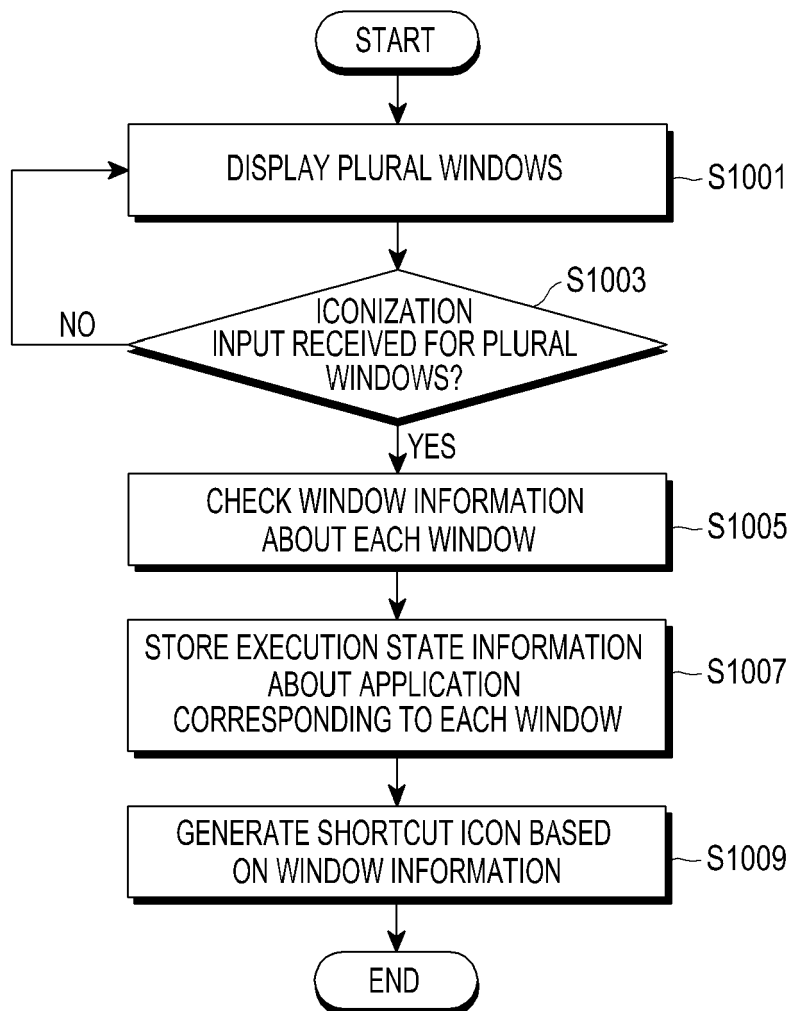 START
DISPLAY PLURAL WINDOWS
S1001
S1003
ICONIZATION
INPUT RECEIVED FOR PLURAL
WINDOWS?
NO
YES
CHECK WINDOW INFORMATION
ABOUT EACH WINDOW
S1005
STORE EXECUTION STATE INFORMATION
ABOUT APPLICATION
CORRESPONDING TO EACH WINDOW
S1007
GENERATE SHORTCUT ICON BASED
ON WINDOW INFORMATION
S1009
END